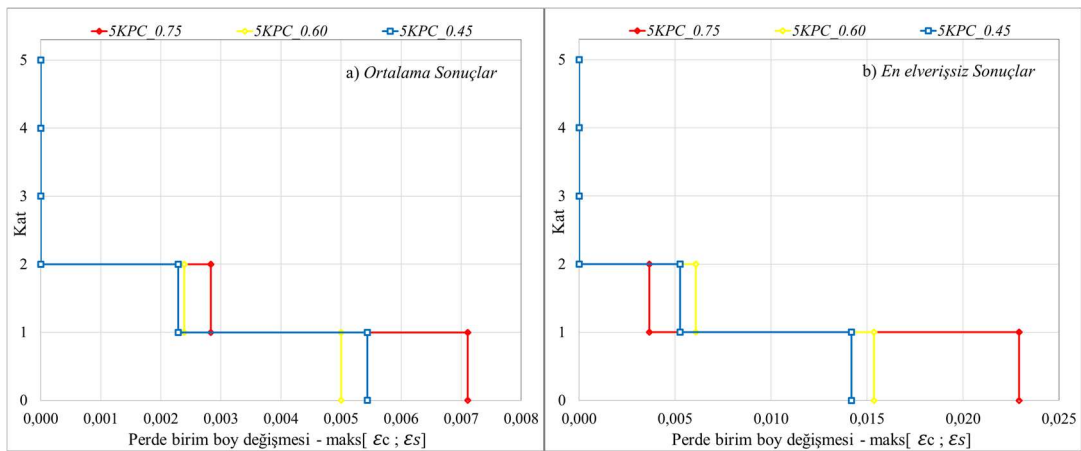 5KPC_0.75 5KPC_0.60 5KPC_0.45
a) Ortalama Sonuçlar
5
4
3
2
1
0
Kat
0,000 0,001 0,002 0,003 0,004 0,005 0,006 0,007 0,008
Perde birim boy değişmesi - maks[ εc ; εs]
5KPC_0.75 5KPC_0.60 5KPC_0.45
b) En elverişsiz Sonuçlar
5
4
3
2
1
0
Kat
0,000 0,005 0,010 0,015 0,020 0,025
Perde birim boy değişmesi - maks[ εc ; εs]